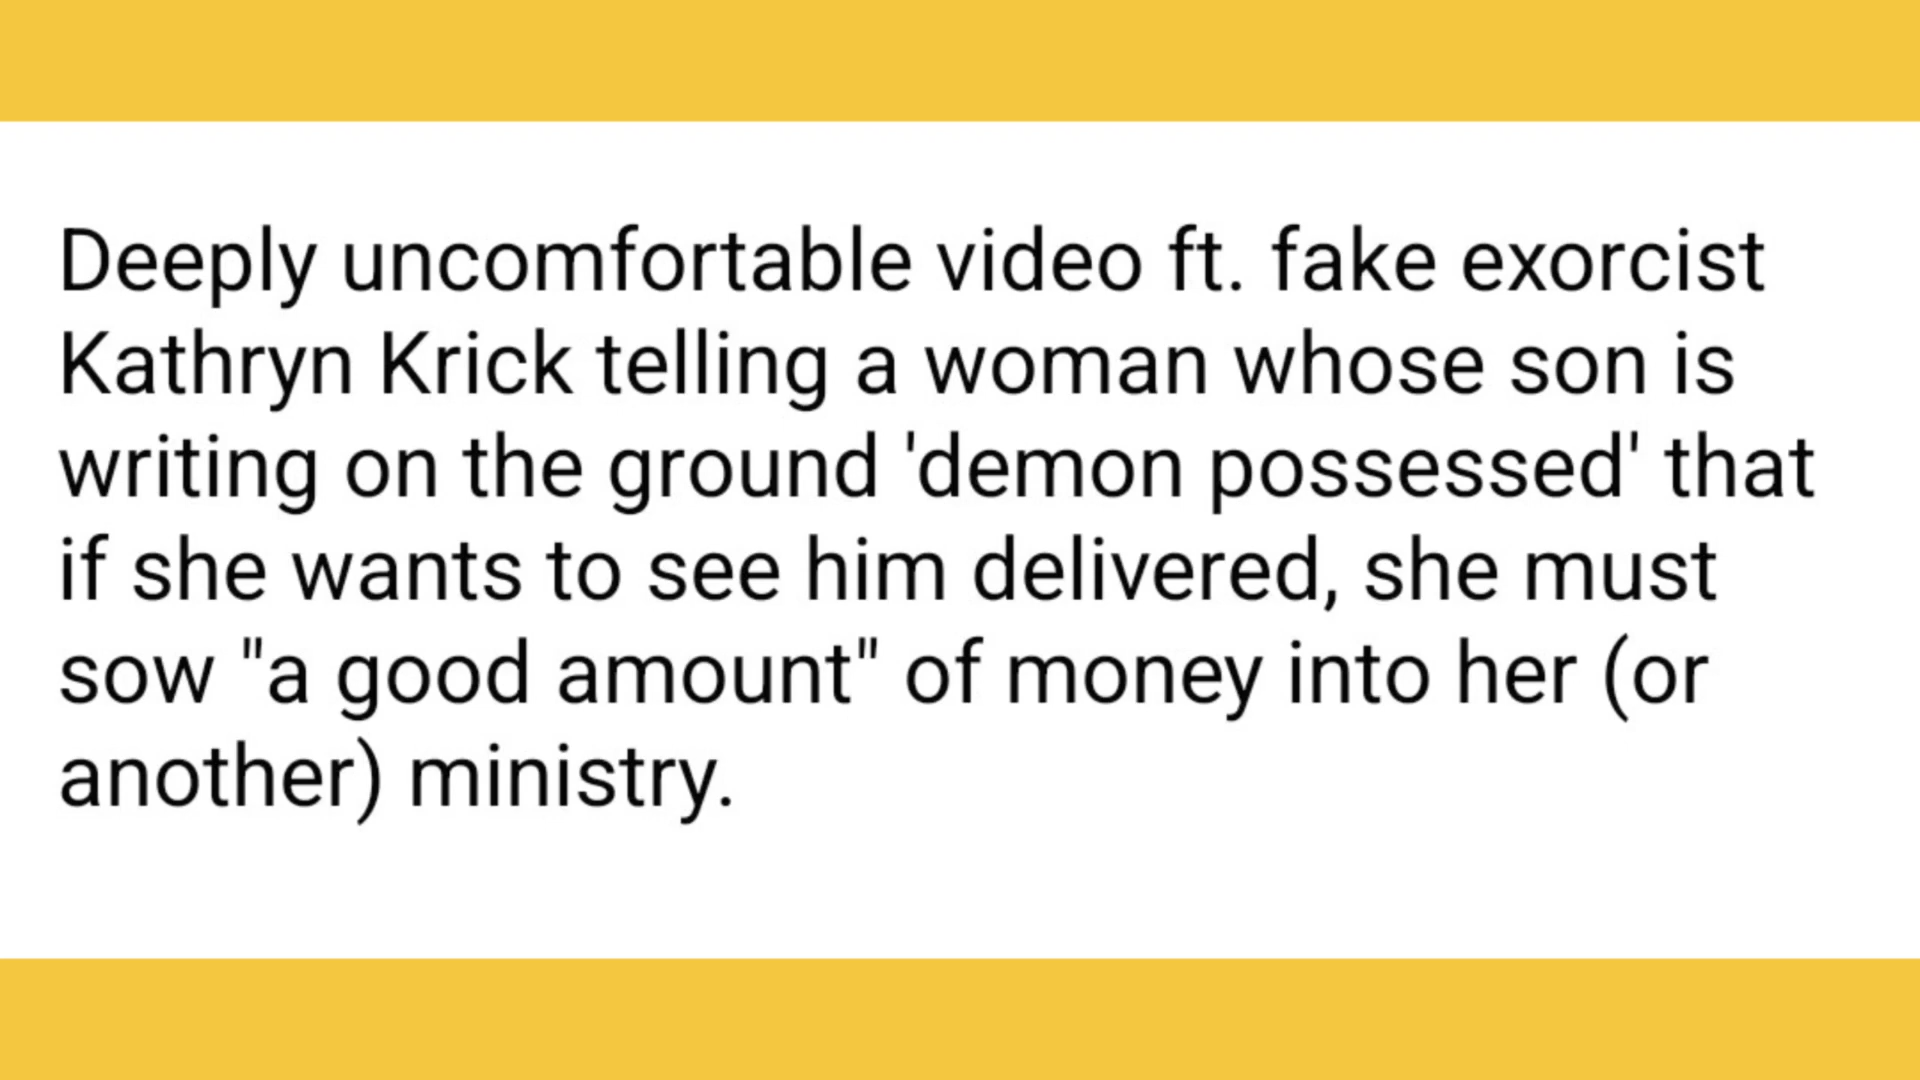 Deeply uncomfortable video ft. fake exorcist
Kathryn Krick telling a woman whose son is
writing on the ground 'demon possessed' that
if she wants to see him delivered, she must
sow "a good amount" of money into her (or
another) ministry.